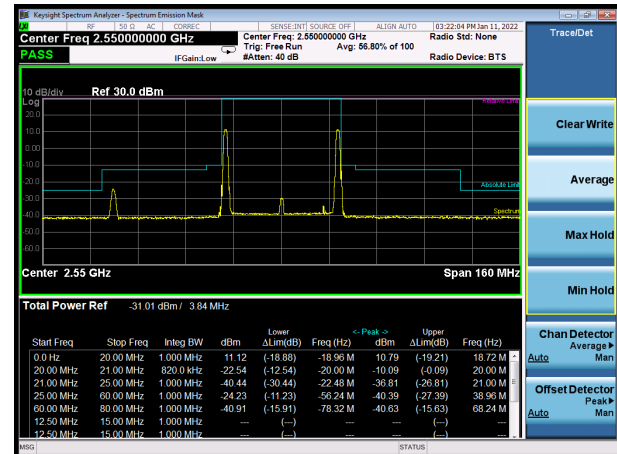 Keysight Spectrum Analyzer - Spectrum Emission Mask
RF 50 Ω AC CORREC SENSE:INT SOURCE OFF ALIGN AUTO 03:22:04 PM Jan 11, 2022
Center Freq 2.550000000 GHz Center Freq: 2.550000000 GHz Radio Std: None Trace/Det
Trig: Free Run Avg: 56.80% of 100
PASS IFGain:Low #Atten: 40 dB Radio Device: BTS
10 dB/div Ref 30.0 dBm
Log Relative Limit
20.0
10.0
0.00
-10.0
-20.0 Absolute Limit
-30.0
-40.0 Spectrum
-50.0
-60.0
Center 2.55 GHz Span 160 MHz
Clear Write
Average
Max Hold
Min Hold
Chan Detector
Average
Auto Man
Offset Detector
Peak
Auto Man
Total Power Ref -31.01 dBm / 3.84 MHz
Lower <- Peak -> Upper
Start Freq Stop Freq Integ BW dBm ΔLim(dB) Freq (Hz) dBm ΔLim(dB) Freq (Hz)
0.0 Hz 20.00 MHz 1.000 MHz 11.12 (-18.88) -18.96 M 10.79 (-19.21) 18.72 M
20.00 MHz 21.00 MHz 820.0 kHz -22.54 (-12.54) -20.00 M -10.09 (-0.09) 20.00 M
21.00 MHz 25.00 MHz 1.000 MHz -40.44 (-30.44) -22.48 M -36.81 (-26.81) 21.00 M
25.00 MHz 60.00 MHz 1.000 MHz -24.23 (-11.23) -56.24 M -40.39 (-27.39) 38.96 M
60.00 MHz 80.00 MHz 1.000 MHz -40.91 (-15.91) -78.32 M -40.63 (-15.63) 68.24 M
12.50 MHz 15.00 MHz 1.000 MHz --- (---) --- --- (---) ---
12.50 MHz 15.00 MHz 1.000 MHz --- (---) --- --- (---) ---
MSG STATUS